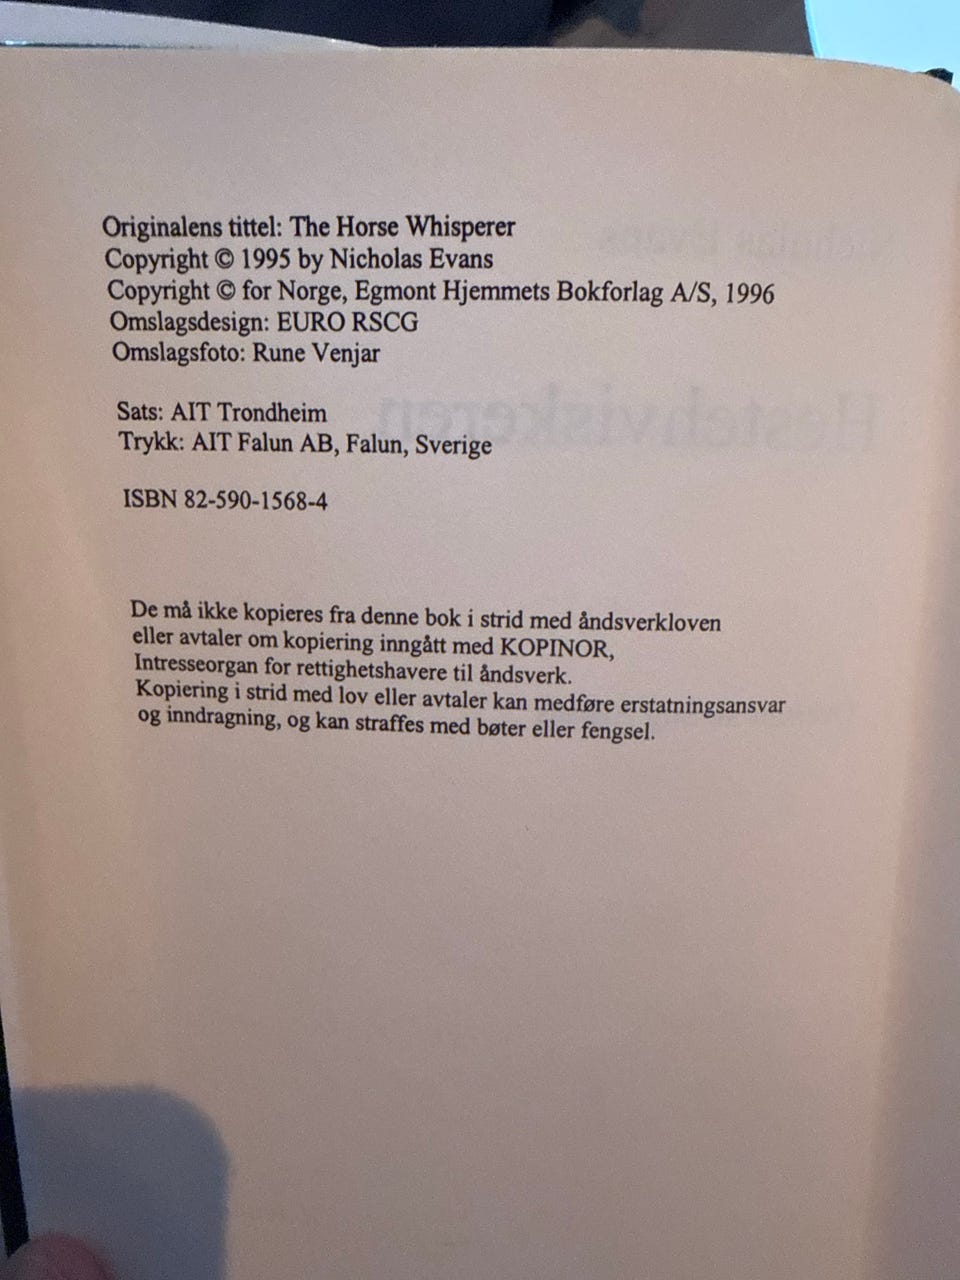 Originalens tittel: The Horse Whisperer
Copyright © 1995 by Nicholas Evans
Copyright © for Norge, Egmont Hjemmets Bokforlag A/S, 1996
Omslagsdesign: EURO RSCG
Omslagsfoto: Rune Venjar
Sats: AIT Trondheim
Trykk: AIT Falun AB, Falun, Sverige
ISBN 82-590-1568-4
De må ikke kopieres fra denne bok i strid med åndsverkloven
eller avtaler om kopiering inngått med KOPINOR,
Intresseorgan for rettighetshavere til åndsverk.
Kopiering i strid med lov eller avtaler kan medføre erstatningsansvar
og inndragning, og kan straffes med bøter eller fengsel.